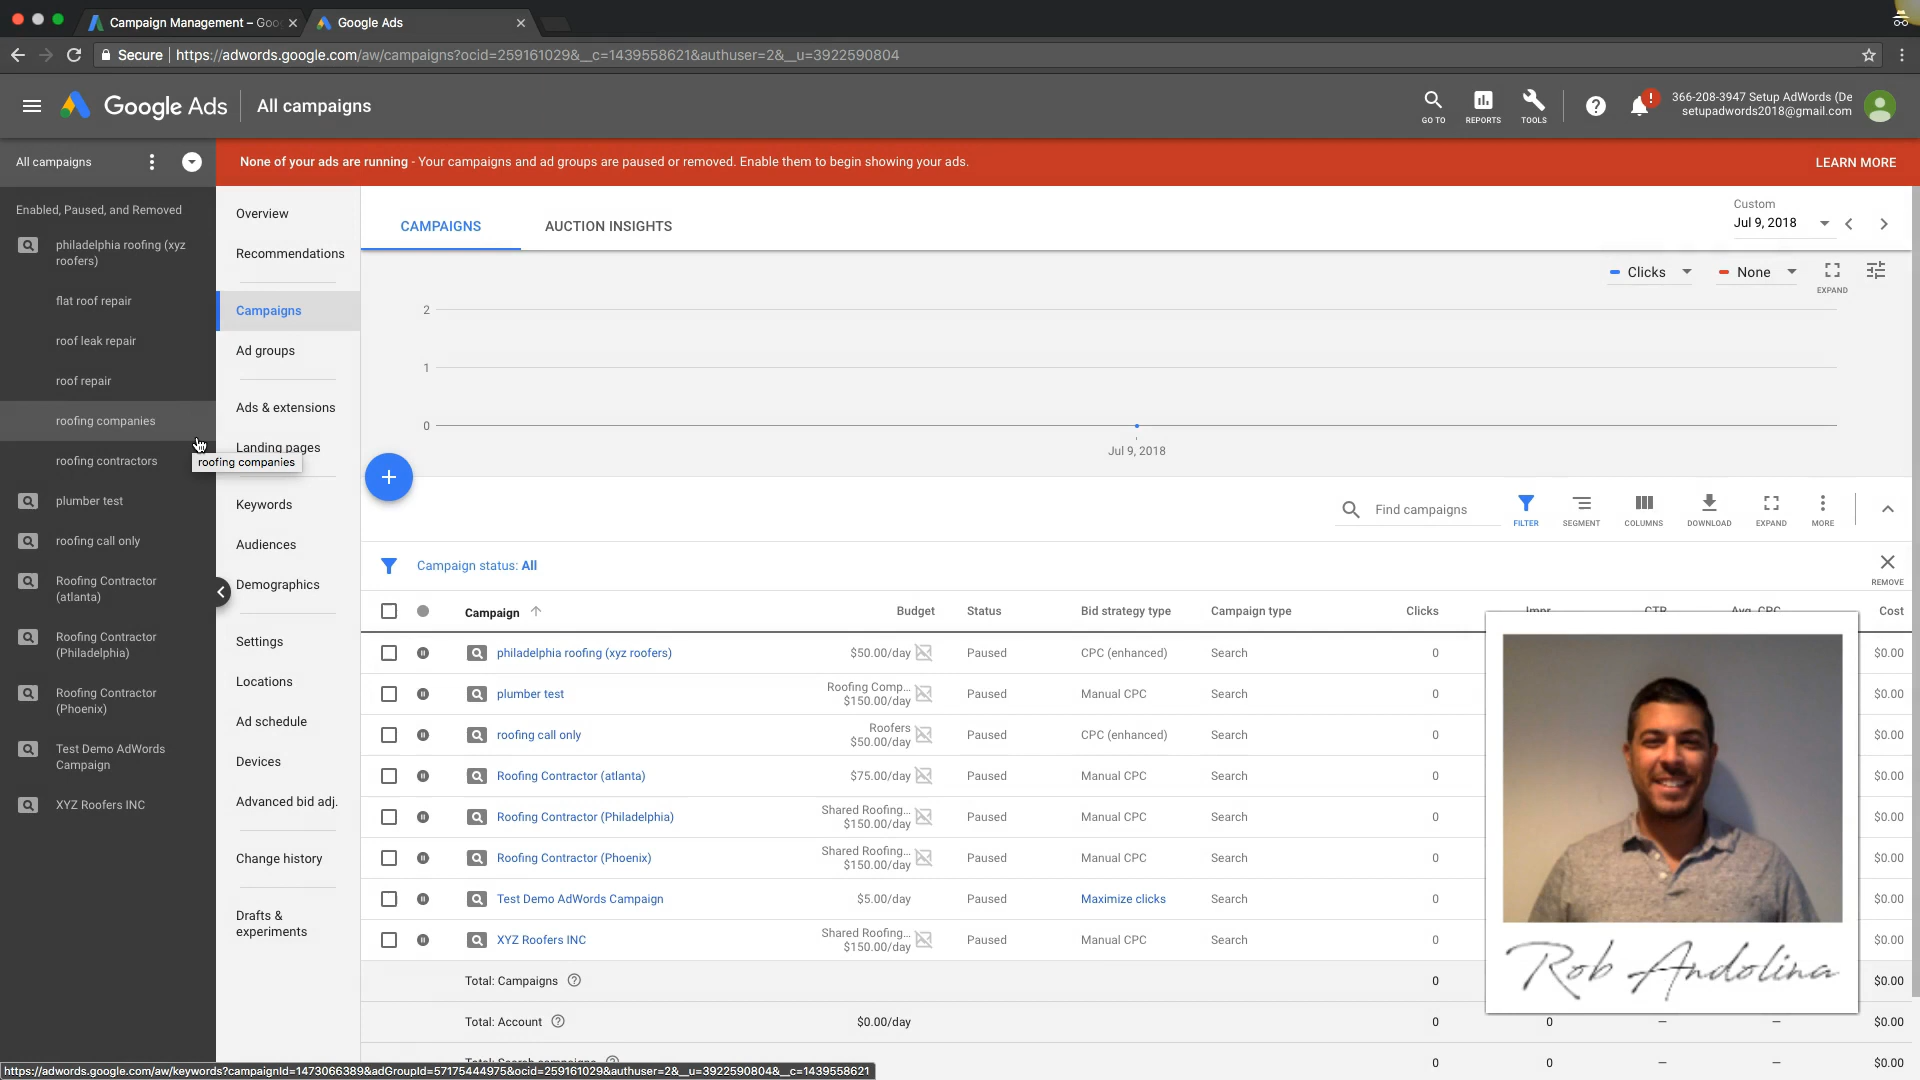 Campaign Management – Goo
Google Ads
Secure
https://adwords.google.com/aw/campaigns?ocid=259161029&__c=1439558621&authuser=2&__u=3922590804
Google Ads
All campaigns
GO TO
REPORTS
TOOLS
366-208-3947 Setup AdWords (De
setupadwords2018@gmail.com
All campaigns
None of your ads are running - Your campaigns and ad groups are paused or removed. Enable them to begin showing your ads.
LEARN MORE
Enabled, Paused, and Removed
philadelphia roofing (xyz
roofers)
flat roof repair
roof leak repair
roof repair
roofing companies
roofing contractors
plumber test
roofing call only
Roofing Contractor
(atlanta)
Roofing Contractor
(Philadelphia)
Roofing Contractor
(Phoenix)
Test Demo AdWords
Campaign
XYZ Roofers INC
Overview
Recommendations
Campaigns
Ad groups
Ads & extensions
Landing pages
roofing companies
Keywords
Audiences
Demographics
Settings
Locations
Ad schedule
Devices
Advanced bid adj.
Change history
Drafts &
experiments
CAMPAIGNS
AUCTION INSIGHTS
Custom
Jul 9, 2018
Clicks
None
EXPAND
2
1
0
Jul 9, 2018
Find campaigns
FILTER
SEGMENT
COLUMNS
DOWNLOAD
EXPAND
MORE
Campaign status: All
REMOVE
Campaign Budget Status Bid strategy type Campaign type Clicks Impr. CTR Avg. CPC Cost
philadelphia roofing (xyz roofers) $50.00/day Paused CPC (enhanced) Search 0 $0.00
plumber test Roofing Comp... $150.00/day Paused Manual CPC Search 0 $0.00
roofing call only Roofers $50.00/day Paused CPC (enhanced) Search 0 $0.00
Roofing Contractor (atlanta) $75.00/day Paused Manual CPC Search 0 $0.00
Roofing Contractor (Philadelphia) Shared Roofing... $150.00/day Paused Manual CPC Search 0 $0.00
Roofing Contractor (Phoenix) Shared Roofing... $150.00/day Paused Manual CPC Search 0 $0.00
Test Demo AdWords Campaign $5.00/day Paused Maximize clicks Search 0 $0.00
XYZ Roofers INC Shared Roofing... $150.00/day Paused Manual CPC Search 0 $0.00
Rob Andolina
Total: Campaigns 0 $0.00
Total: Account $0.00/day 0 0 – – $0.00
Total: Search campaigns 0 0 – – $0.00
https://adwords.google.com/aw/keywords?campaignId=1473066389&adGroupId=57175444975&ocid=259161029&authuser=2&__u=3922590804&__c=1439558621